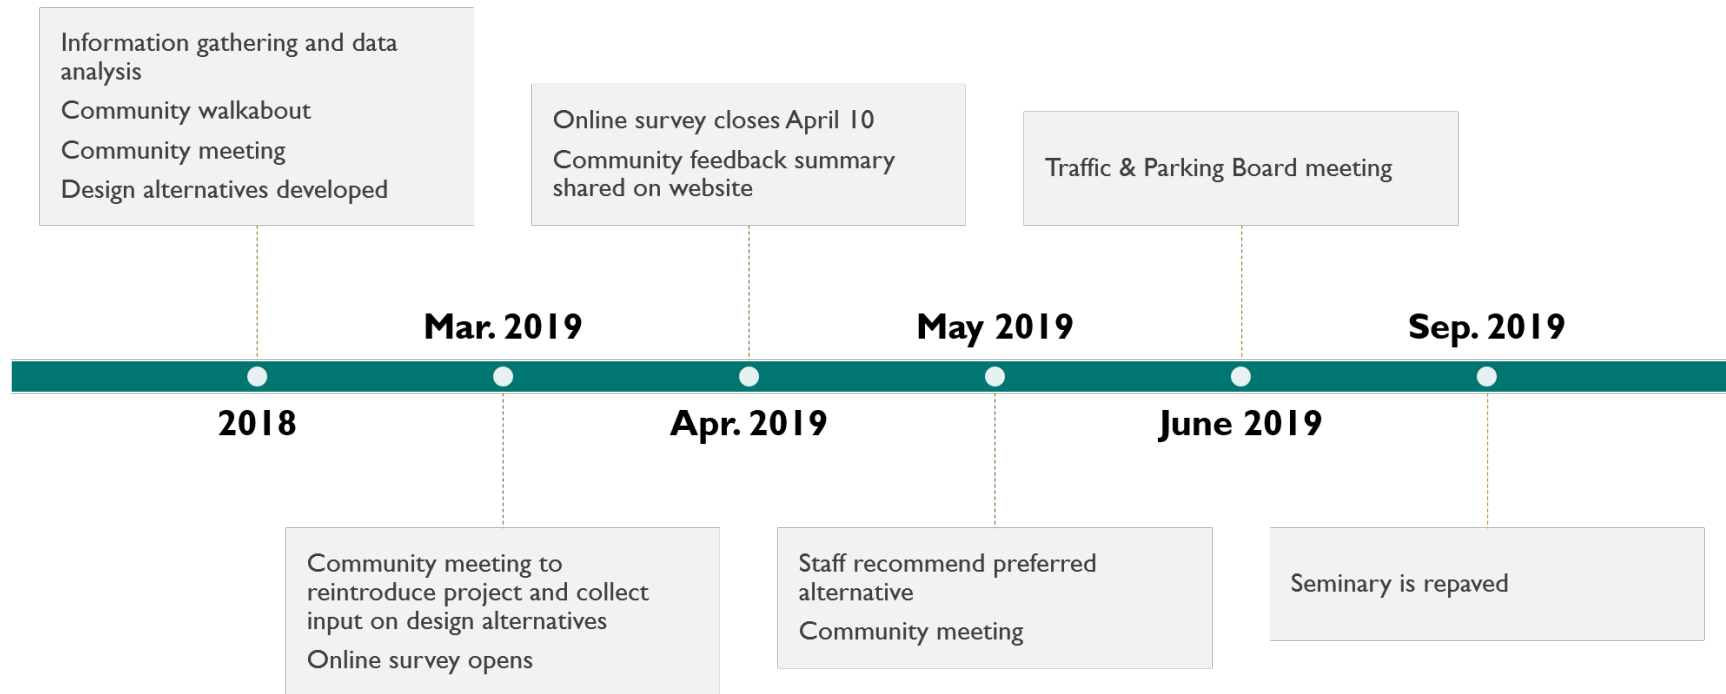 Information gathering and data
analysis
Community walkabout
Community meeting
Design alternatives developed
Online survey closes April 10
Community feedback summary
shared on website
Traffic & Parking Board meeting
Mar. 2019
May 2019
Sep. 2019
2018
Apr. 2019
June 2019
Community meeting to
reintroduce project and collect
input on design alternatives
Online survey opens
Staff recommend preferred
alternative
Community meeting
Seminary is repaved